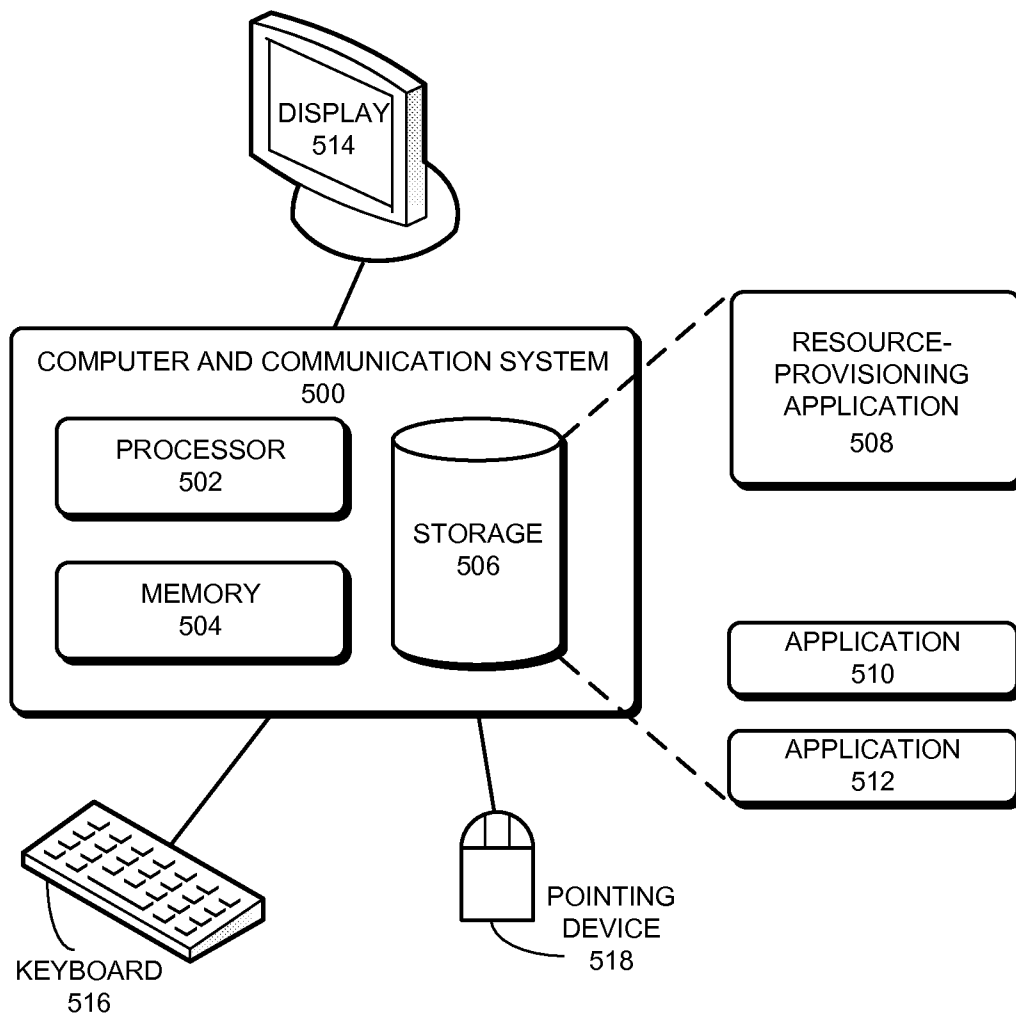 DISPLAY
514
COMPUTER AND COMMUNICATION SYSTEM
500
PROCESSOR
502
MEMORY
504
STORAGE
506
RESOURCE-
PROVISIONING
APPLICATION
508
APPLICATION
510
APPLICATION
512
KEYBOARD
516
POINTING
DEVICE
518